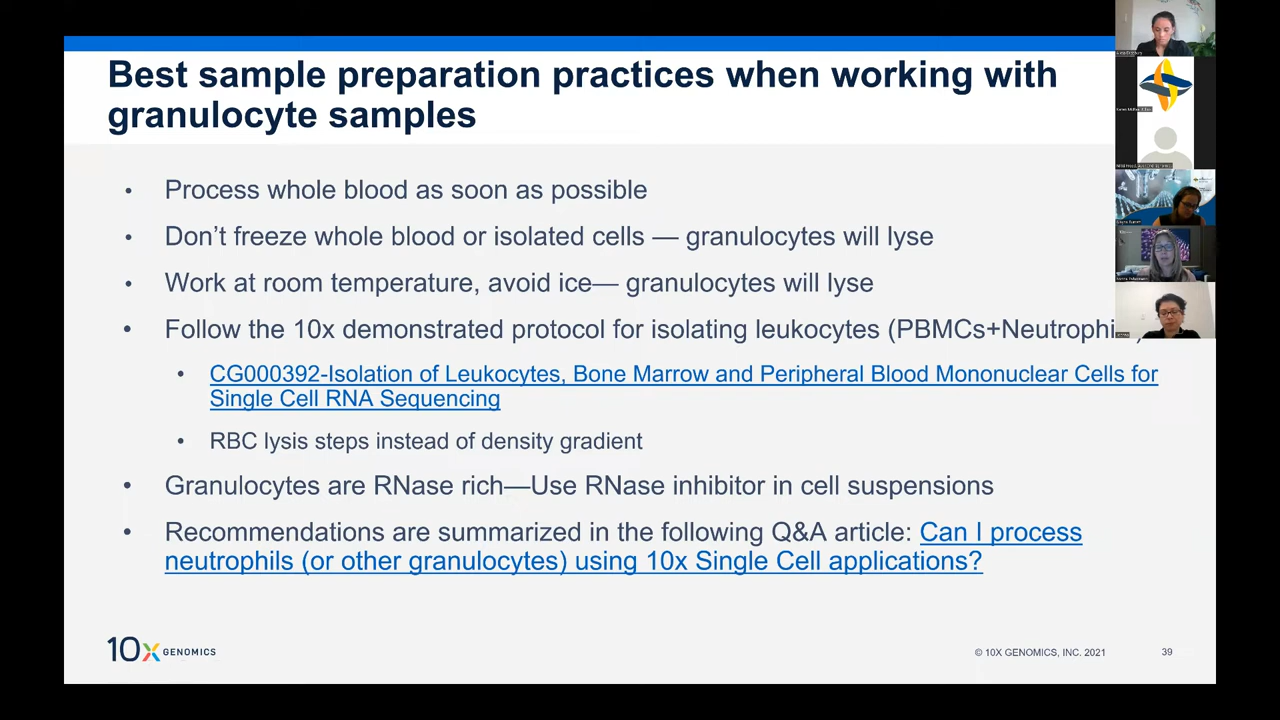 Best sample preparation practices when working with
granulocyte samples
• Process whole blood as soon as possible
• Don’t freeze whole blood or isolated cells — granulocytes will lyse
• Work at room temperature, avoid ice— granulocytes will lyse
• Follow the 10x demonstrated protocol for isolating leukocytes
• CG000392-Isolation of Leukocytes, Bone Marrow and Peripheral Blood Mononuclear Cells for
Single Cell RNA Sequencing
• RBC lysis steps instead of density gradient
• Granulocytes are RNase rich—Use RNase inhibitor in cell suspensions
• Recommendations are summarized in the following Q&A article: Can I process
neutrophils (or other granulocytes) using 10x Single Cell applications?
10x GENOMICS
© 10X GENOMICS, INC. 2021
39